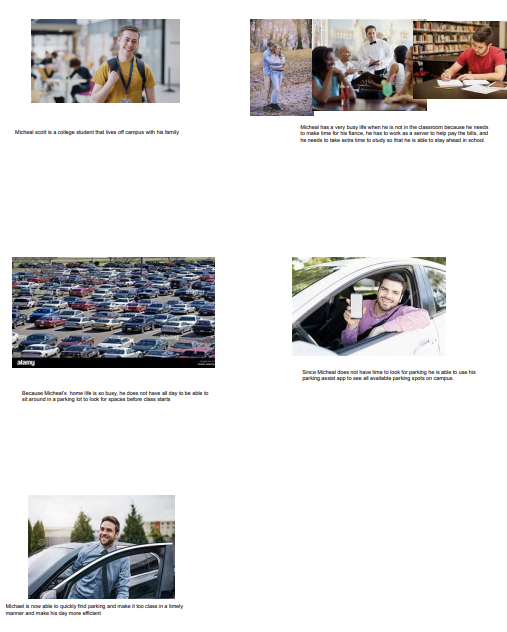 Micheal scott is a college student that lives off campus with his family
Micheal has a very busy life when he is not in the classroom because he needs
to make time for his fiance, he has to work as a server to help pay the bills, and
he needs to take extra time to study so that he is able to stay ahead in school.
alamy
Because Micheal's home life is so busy, he does not have all day to be able to
sit around in a parking lot to look for spaces before class starts
Since Micheal does not have time to look for parking he is able to use his
parking assist app to see all available parking spots on campus.
Michael is now able to quickly find parking and make it too class in a timely
manner and make his day more efficient